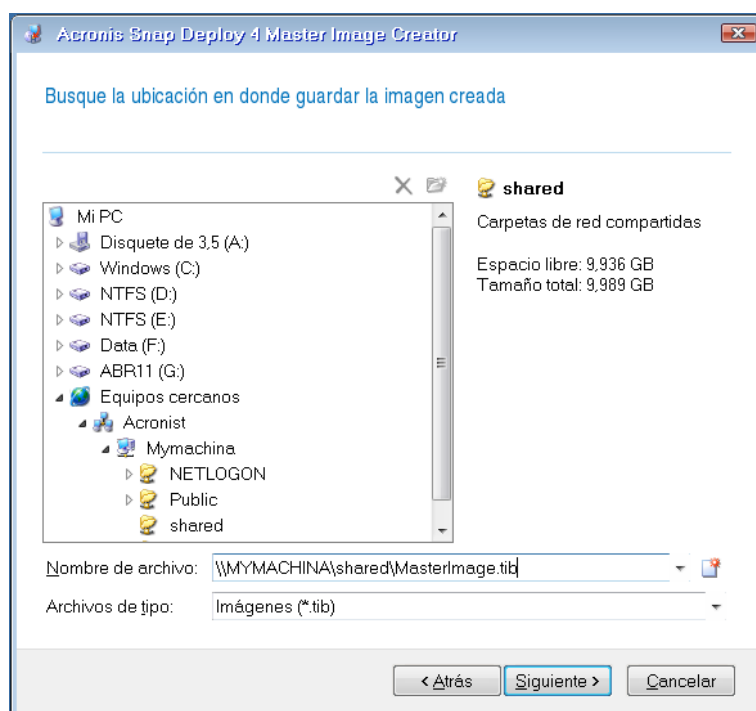 Acronis Snap Deploy 4 Master Image Creator
Busque la ubicación en donde guardar la imagen creada
Mi PC
Disquete de 3,5 (A:)
Windows (C:)
NTFS (D:)
NTFS (E:)
Data (F:)
ABR11 (G:)
Equipos cercanos
Acronist
Mymachina
NETLOGON
Public
shared
shared
Carpetas de red compartidas
Espacio libre: 9,936 GB
Tamaño total: 9,989 GB
Nombre de archivo: \\MYMACHINA\shared\MasterImage.tib
Archivos de tipo: Imágenes (*.tib)
< Atrás Siguiente > Cancelar